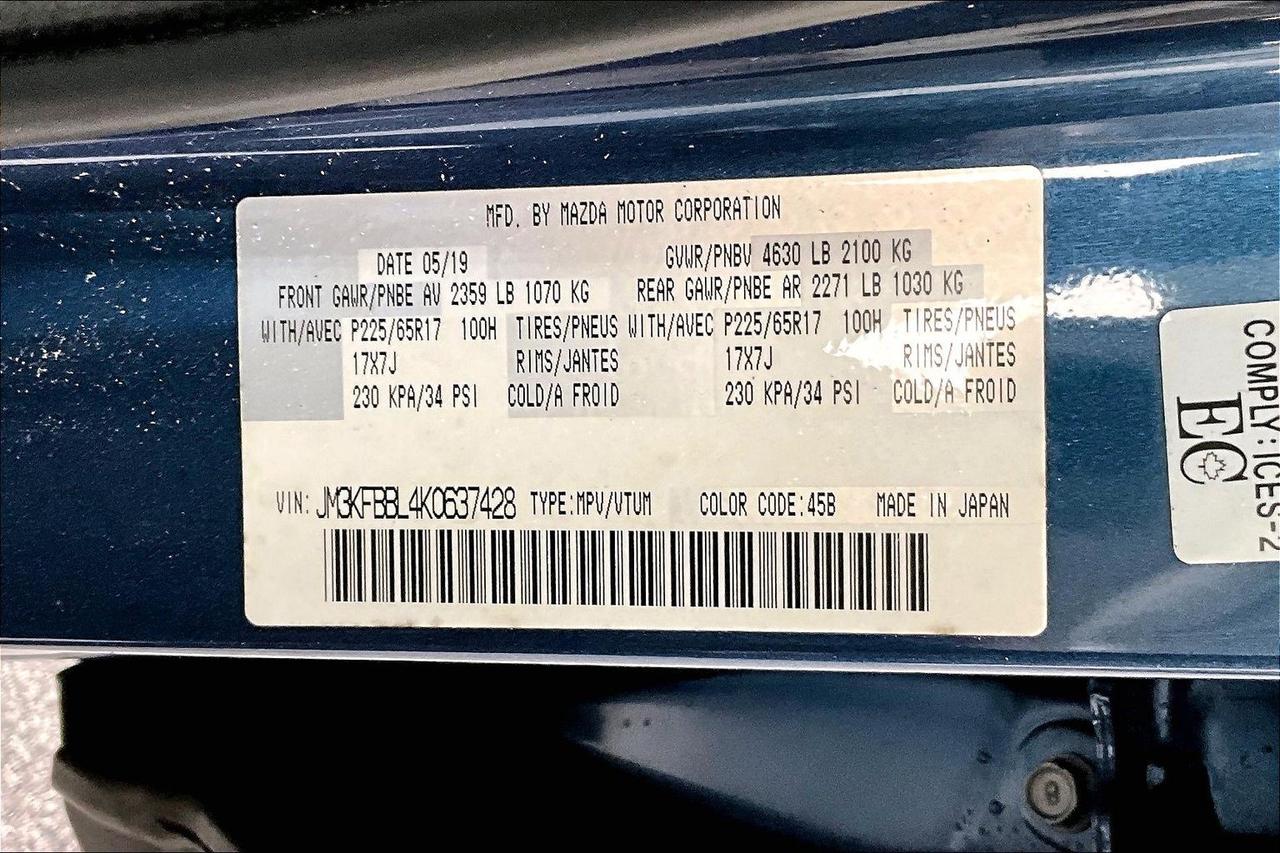 MFD. BY MAZDA MOTOR CORPORATION
DATE 05/19 GVWR/PNBV 4630 LB 2100 KG
FRONT GAWR/PNBE AV 2359 LB 1070 KG REAR GAWR/PNBE AR 2271 LB 1030 KG
WITH/AVEC P225/65R17 100H TIRES/PNEUS WITH/AVEC P225/65R17 100H TIRES/PNEUS
17X7J RIMS/JANTES 17X7J RIMS/JANTES
230 KPA/34 PSI COLD/A FROID 230 KPA/34 PSI COLD/A FROID
VIN: JM3KFBBL4K0637428 TYPE:MPV/VTUM COLOR CODE:45B MADE IN JAPAN
COMPLY:ICES-2
EC
8